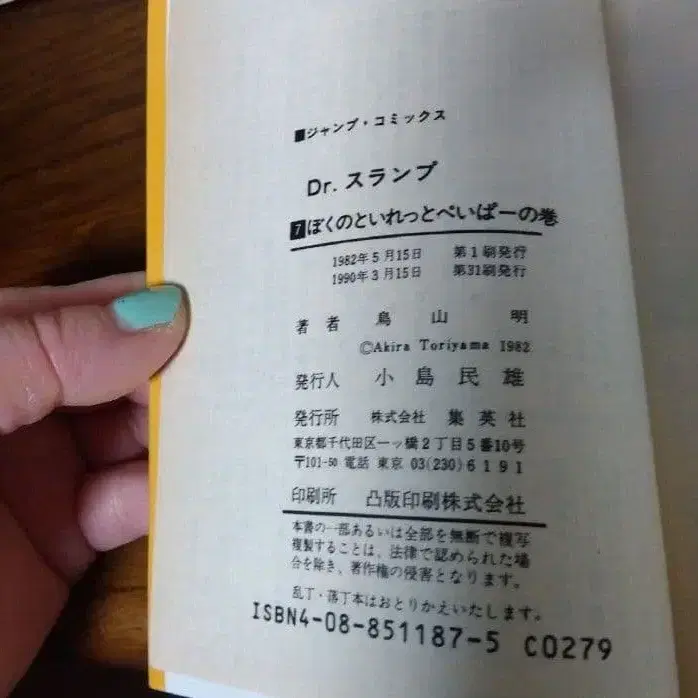 ■ジャンプ・コミックス
Dr.スランプ
7 ぼくのといれっとぺいぱーの巻
1982年5月15日 第1刷発行
1990年3月15日 第31刷発行
著者 鳥山 明
©Akira Toriyama 1982
発行人 小島民雄
発行所 株式会社 集英社
東京都千代田区一ッ橋2丁目5番10号
〒101-50 電話 東京 03(230)6191
印刷所 凸版印刷株式会社
本書の一部あるいは全部を無断で複写
複製することは、法律で認められた場
合を除き、著作権の侵害となります。
乱丁・落丁本はおとりかえいたします。
ISBN4-08-851187-5 C0279